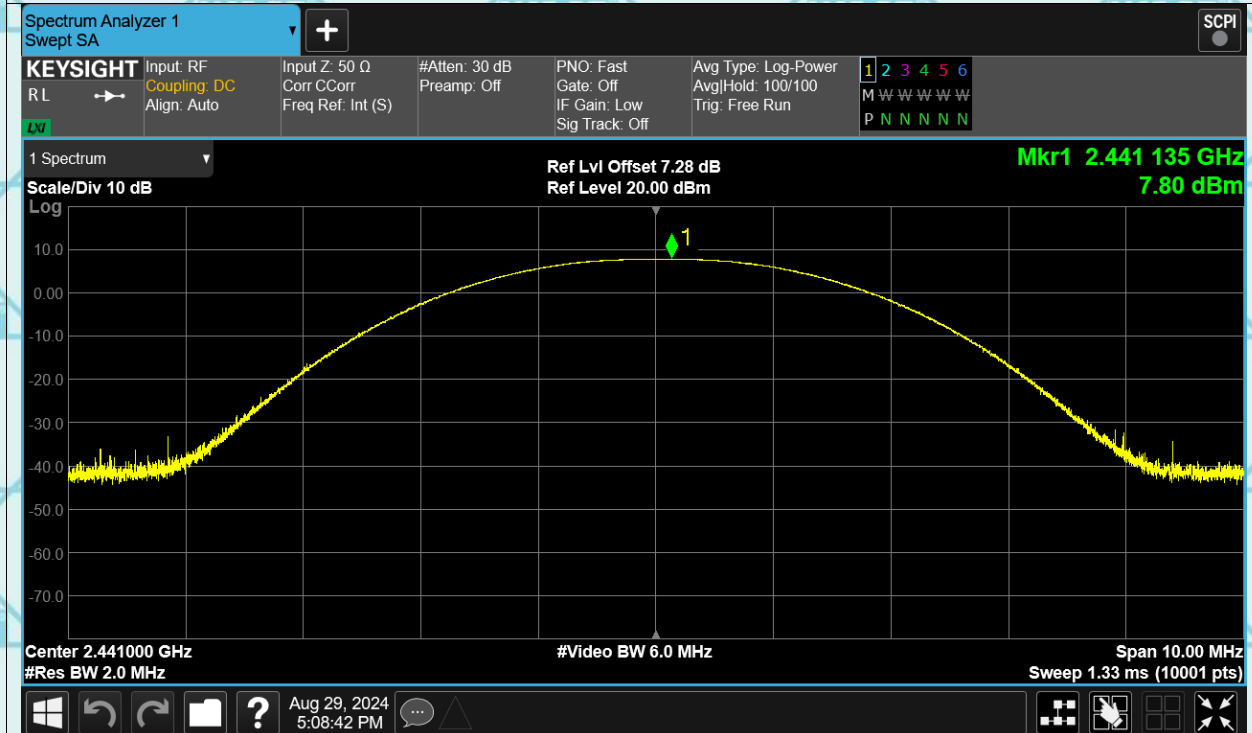 Spectrum Analyzer 1
Swept SA
+
SCPI
KEYSIGHT
R L
LXI
Input: RF
Coupling: DC
Align: Auto
Input Z: 50 Ω
Corr CCorr
Freq Ref: Int (S)
#Atten: 30 dB
Preamp: Off
PNO: Fast
Gate: Off
IF Gain: Low
Sig Track: Off
Avg Type: Log-Power
Avg|Hold: 100/100
Trig: Free Run
1 2 3 4 5 6
M W W W W W
P N N N N N
1 Spectrum
Scale/Div 10 dB
Log
Ref Lvl Offset 7.28 dB
Ref Level 20.00 dBm
Mkr1 2.441 135 GHz
7.80 dBm
1
10.0
0.00
-10.0
-20.0
-30.0
-40.0
-50.0
-60.0
-70.0
Center 2.441000 GHz
#Res BW 2.0 MHz
#Video BW 6.0 MHz
Span 10.00 MHz
Sweep 1.33 ms (10001 pts)
?
Aug 29, 2024
5:08:42 PM